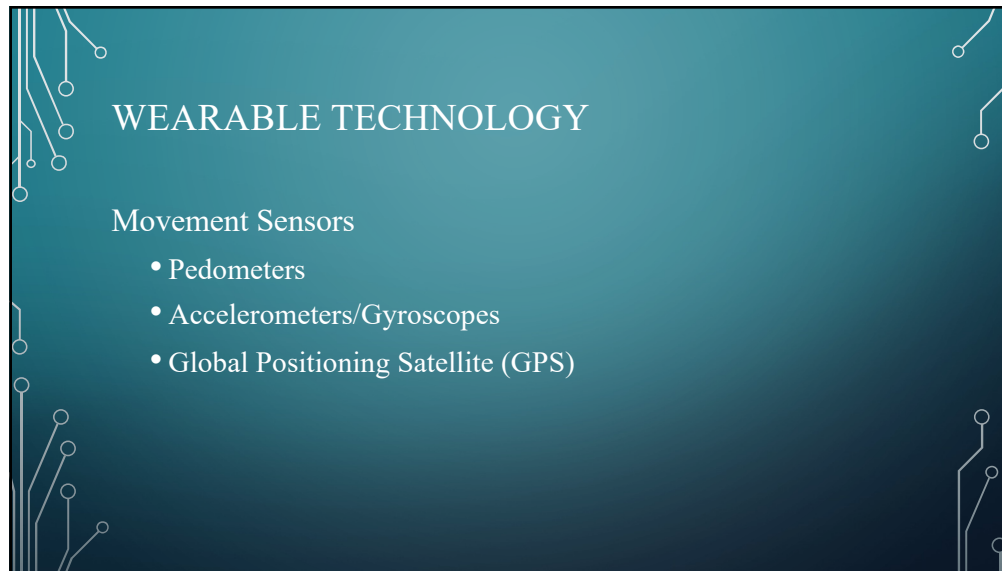 WEARABLE TECHNOLOGY
Movement Sensors
• Pedometers
• Accelerometers/Gyroscopes
• Global Positioning Satellite (GPS)